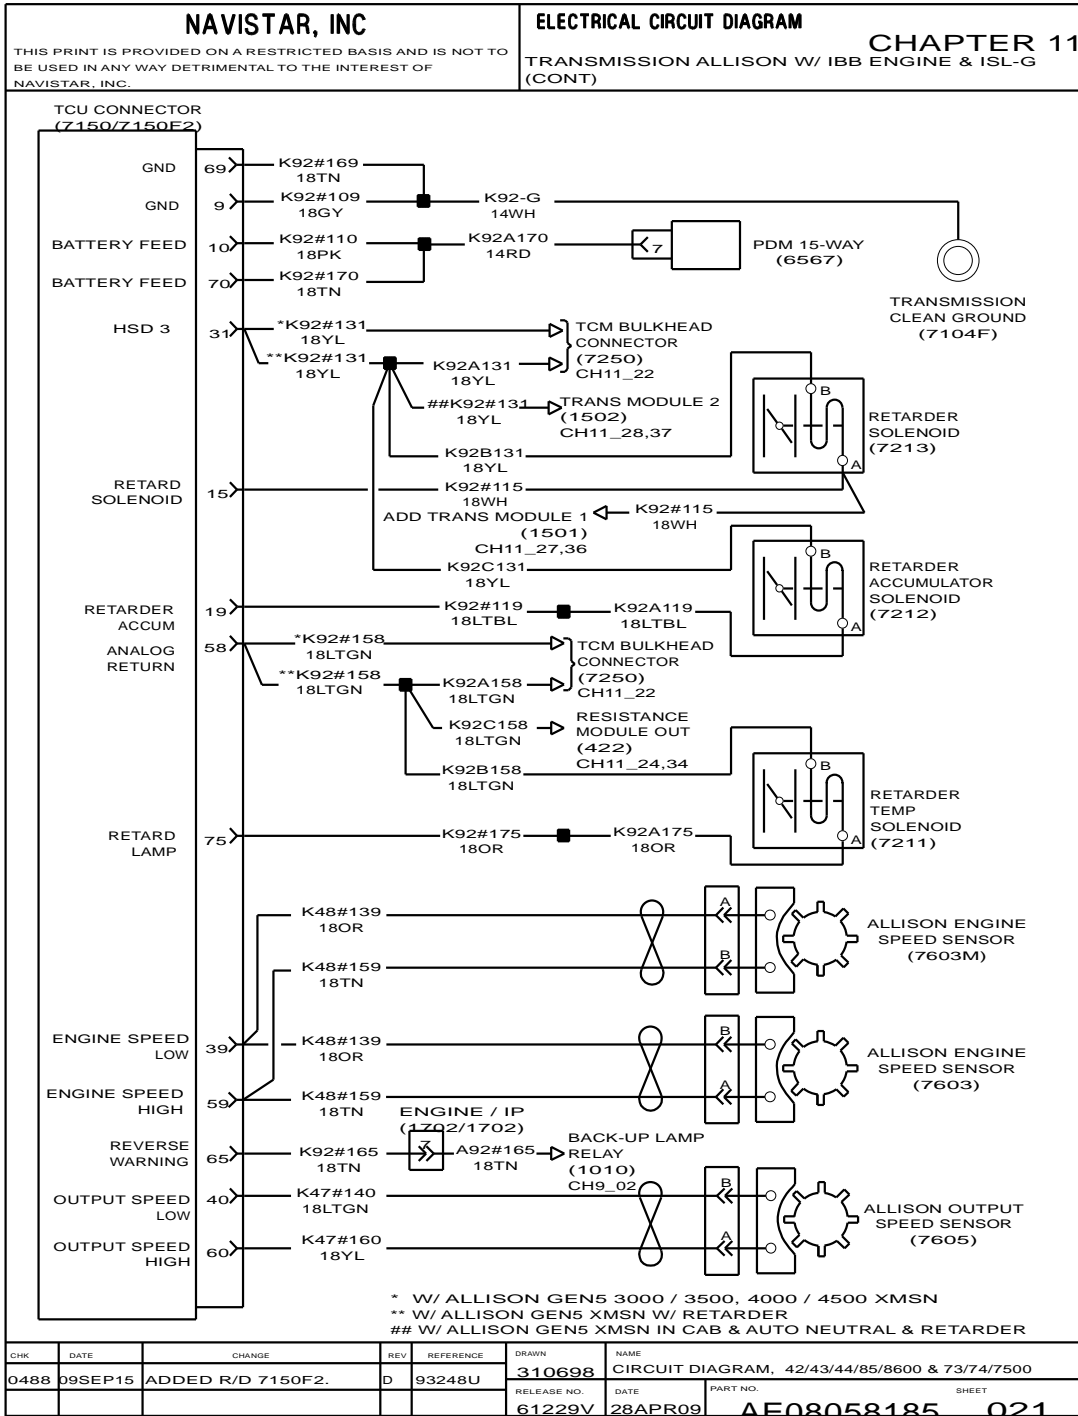 NAVISTAR, INC
THIS PRINT IS PROVIDED ON A RESTRICTED BASIS AND IS NOT TO
BE USED IN ANY WAY DETRIMENTAL TO THE INTEREST OF
NAVISTAR, INC.
ELECTRICAL CIRCUIT DIAGRAM
CHAPTER 11
TRANSMISSION ALLISON W/ IBB ENGINE & ISL-G
(CONT)
TCU CONNECTOR
(7150/7150F2)
GND 69 K92#169
18TN
GND 9 K92#109 K92-G
18GY 14WH
BATTERY FEED 10 K92#110 K92A170 7 PDM 15-WAY
18PK 14RD (6567)
BATTERY FEED 70 K92#170
18TN
TRANSMISSION
CLEAN GROUND
(7104F)
HSD 3 31 *K92#131
18YL
**K92#131
18YL
K92A131
18YL
TCM BULKHEAD
CONNECTOR
(7250)
CH11_22
##K92#131
18YL
TRANS MODULE 2
(1502)
CH11_28,37
K92B131
18YL
B
A
RETARDER
SOLENOID
(7213)
RETARD
SOLENOID
15 K92#115
18WH
ADD TRANS MODULE 1
(1501)
CH11_27,36
K92#115
18WH
K92C131
18YL
B
A
RETARDER
ACCUMULATOR
SOLENOID
(7212)
RETARDER
ACCUM
19 K92#119 K92A119
18LTBL 18LTBL
ANALOG
RETURN
58 *K92#158
18LTGN
**K92#158
18LTGN
K92A158
18LTGN
TCM BULKHEAD
CONNECTOR
(7250)
CH11_22
K92C158
18LTGN
RESISTANCE
MODULE OUT
(422)
CH11_24,34
K92B158
18LTGN
B
A
RETARDER
TEMP
SOLENOID
(7211)
RETARD
LAMP
75 K92#175 K92A175
18OR 18OR
K48#139
18OR
K48#159
18TN
A
B
ALLISON ENGINE
SPEED SENSOR
(7603M)
ENGINE SPEED
LOW
39 K48#139
18OR
ENGINE SPEED
HIGH
59 K48#159
18TN
B
A
ALLISON ENGINE
SPEED SENSOR
(7603)
ENGINE / IP
(1702/1702)
REVERSE
WARNING
65 K92#165 7 A92#165
18TN 18TN
BACK-UP LAMP
RELAY
(1010)
CH9_02
OUTPUT SPEED
LOW
40 K47#140
18LTGN
OUTPUT SPEED
HIGH
60 K47#160
18YL
B
A
ALLISON OUTPUT
SPEED SENSOR
(7605)
* W/ ALLISON GEN5 3000 / 3500, 4000 / 4500 XMSN
** W/ ALLISON GEN5 XMSN W/ RETARDER
## W/ ALLISON GEN5 XMSN IN CAB & AUTO NEUTRAL & RETARDER
CHK DATE CHANGE REV REFERENCE
0488 09SEP15 ADDED R/D 7150F2. D 93248U
DRAWN
310698
NAME
CIRCUIT DIAGRAM, 42/43/44/85/8600 & 73/74/7500
RELEASE NO.
61229V
DATE
28APR09
PART NO.
AE08058185
SHEET
021